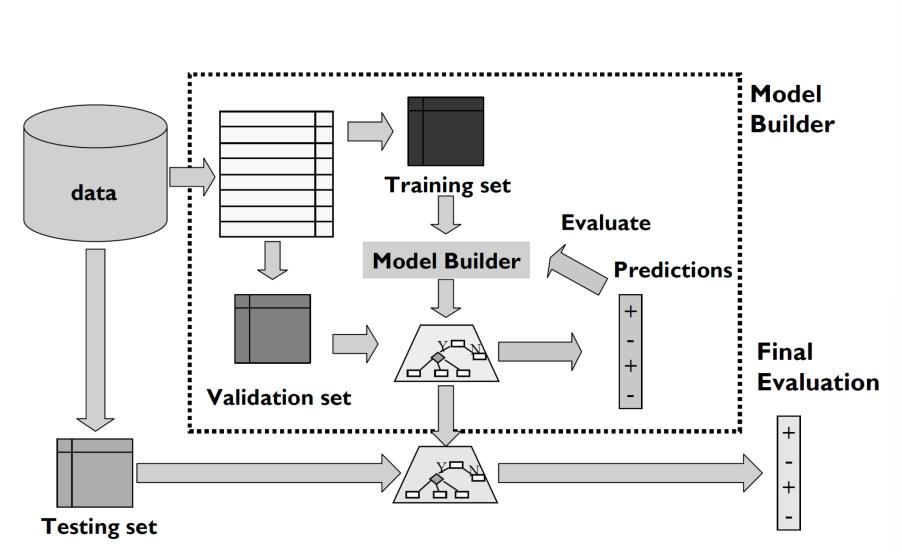 Model
Builder
data
Training set
Evaluate
Model Builder
Predictions
+
-
+
-
Y
N
Validation set
Final
Evaluation
Y
N
+
-
+
-
Testing set